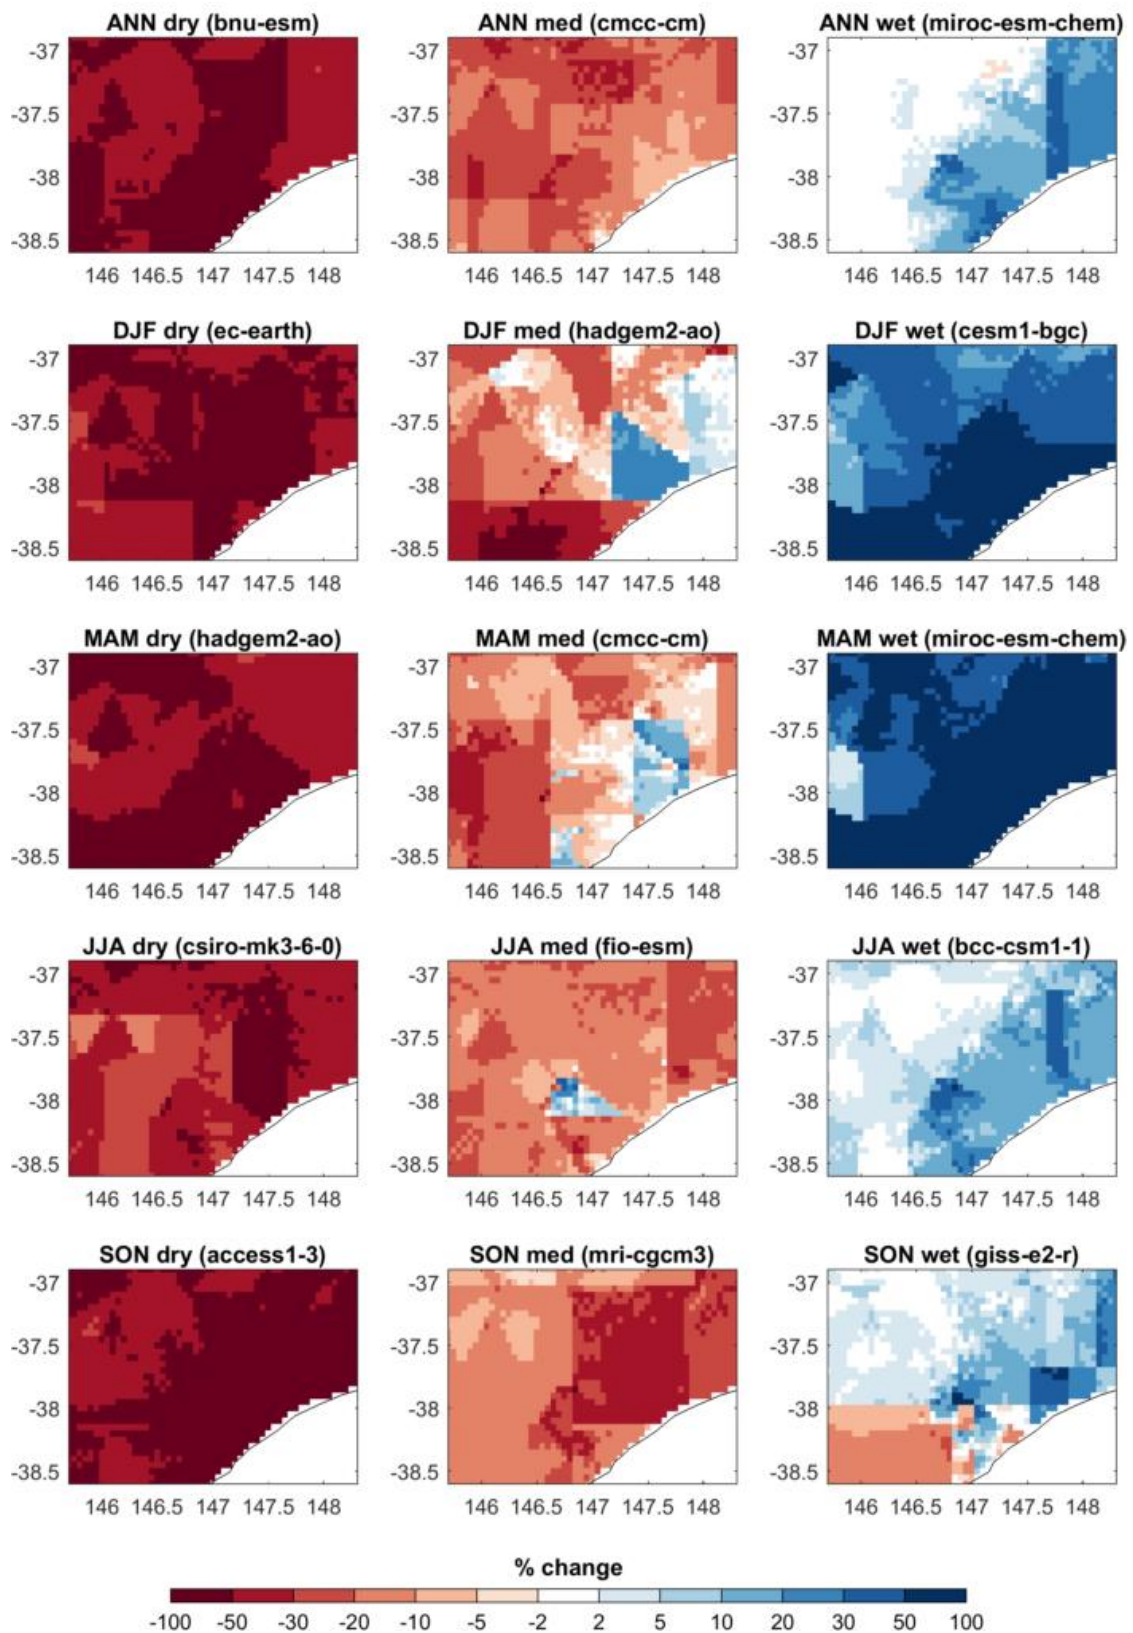 ANN dry (bnu-esm) ANN med (cmcc-cm) ANN wet (miroc-esm-chem)
-37 -37 -37
-37.5 -37.5 -37.5
-38 -38 -38
-38.5 -38.5 -38.5
146 146.5 147 147.5 148 146 146.5 147 147.5 148 146 146.5 147 147.5 148
DJF dry (ec-earth) DJF med (hadgem2-ao) DJF wet (cesm1-bgc)
-37 -37 -37
-37.5 -37.5 -37.5
-38 -38 -38
-38.5 -38.5 -38.5
146 146.5 147 147.5 148 146 146.5 147 147.5 148 146 146.5 147 147.5 148
MAM dry (hadgem2-ao) MAM med (cmcc-cm) MAM wet (miroc-esm-chem)
-37 -37 -37
-37.5 -37.5 -37.5
-38 -38 -38
-38.5 -38.5 -38.5
146 146.5 147 147.5 148 146 146.5 147 147.5 148 146 146.5 147 147.5 148
JJA dry (csiro-mk3-6-0) JJA med (fio-esm) JJA wet (bcc-csm1-1)
-37 -37 -37
-37.5 -37.5 -37.5
-38 -38 -38
-38.5 -38.5 -38.5
146 146.5 147 147.5 148 146 146.5 147 147.5 148 146 146.5 147 147.5 148
SON dry (access1-3) SON med (mri-cgcm3) SON wet (giss-e2-r)
-37 -37 -37
-37.5 -37.5 -37.5
-38 -38 -38
-38.5 -38.5 -38.5
146 146.5 147 147.5 148 146 146.5 147 147.5 148 146 146.5 147 147.5 148
% change
-100 -50 -30 -20 -10 -5 -2 2 5 10 20 30 50 100